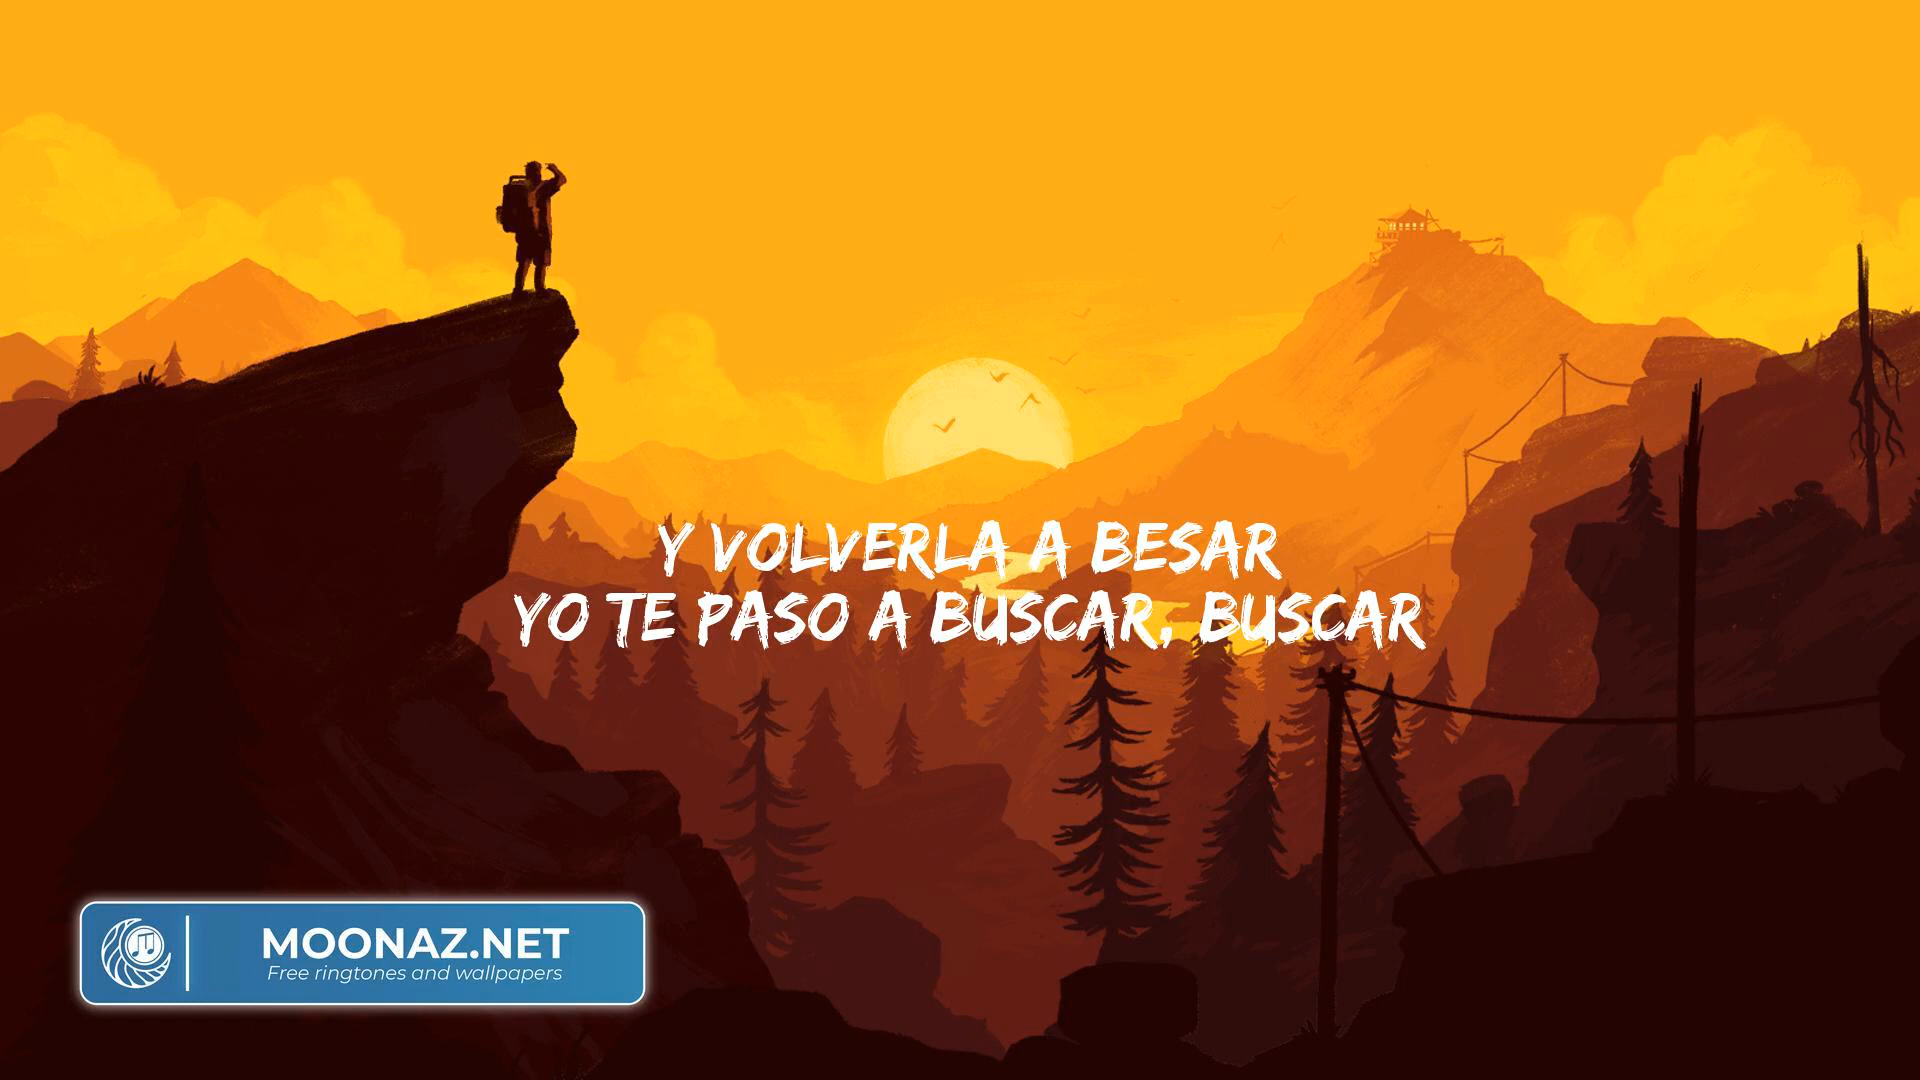 Y VOLVERLA A BESAR
YO TE PASO A BUSCAR, BUSCAR
MOONAZ.NET
Free ringtones and wallpapers